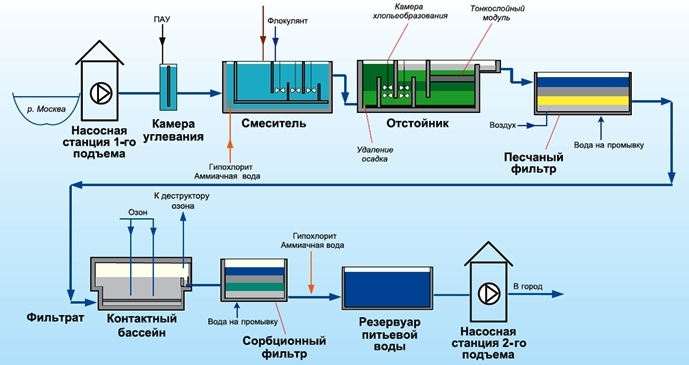 ПАУ
Флокулянт
Камера
хлопьеобразования
Тонкослойный
модуль
р. Москва
Насосная
станция 1-го
подъема
Камера
углевания
Смеситель
Гипохлорит
Аммиачная вода
Отстойник
Удаление
осадка
Воздух
Вода на промывку
Песчаный
фильтр
К деструктору
озона
Озон
Гипохлорит
Аммиачная вода
В город
Фильтрат
Контактный
бассейн
Вода на промывку
Сорбционный
фильтр
Резервуар
питьевой
воды
Насосная
станция 2-го
подъема